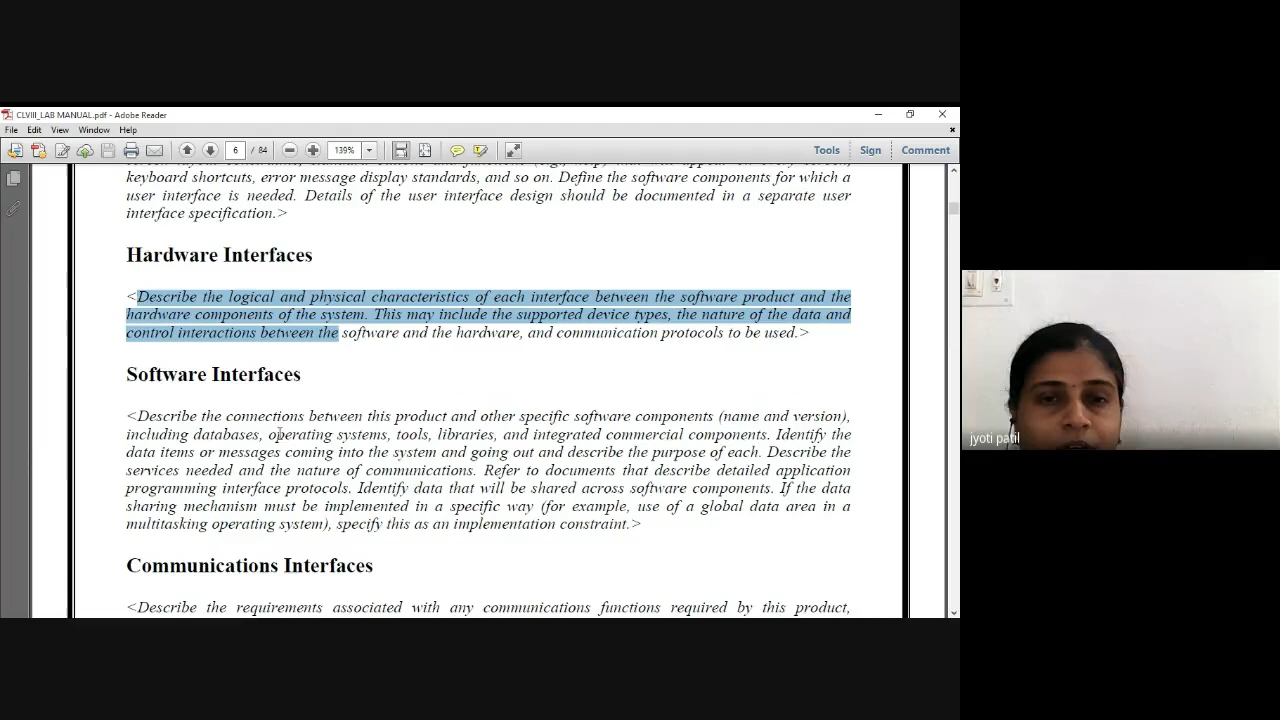 CLVIII_LAB MANUAL.pdf - Adobe Reader
File Edit View Window Help
6 / 84 139% Tools Sign Comment
keyboard shortcuts, error message display standards, and so on. Define the software components for which a
user interface is needed. Details of the user interface design should be documented in a separate user
interface specification.>
Hardware Interfaces
<Describe the logical and physical characteristics of each interface between the software product and the
hardware components of the system. This may include the supported device types, the nature of the data and
control interactions between the software and the hardware, and communication protocols to be used.>
Software Interfaces
<Describe the connections between this product and other specific software components (name and version),
including databases, operating systems, tools, libraries, and integrated commercial components. Identify the
data items or messages coming into the system and going out and describe the purpose of each. Describe the
services needed and the nature of communications. Refer to documents that describe detailed application
programming interface protocols. Identify data that will be shared across software components. If the data
sharing mechanism must be implemented in a specific way (for example, use of a global data area in a
multitasking operating system), specify this as an implementation constraint.>
Communications Interfaces
<Describe the requirements associated with any communications functions required by this product,
jyoti patil